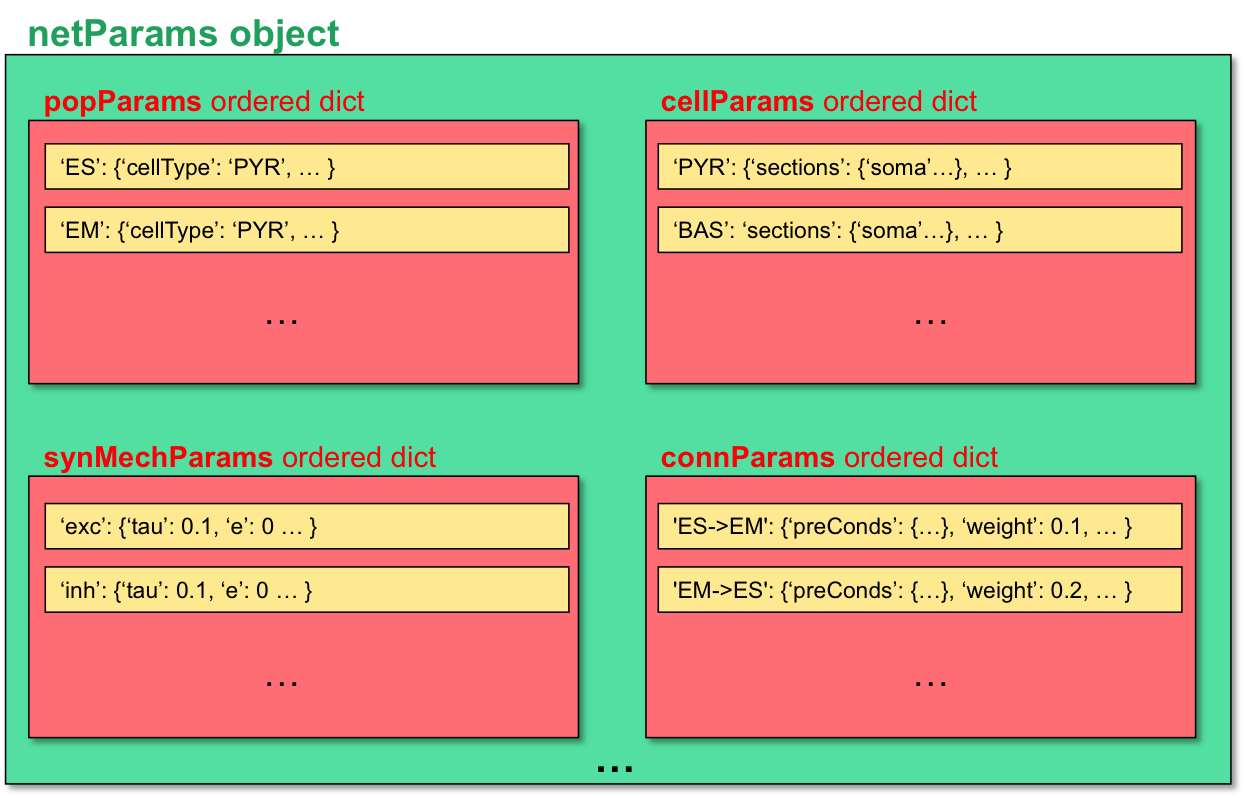 netParams object
popParams ordered dict
‘ES’: {‘cellType’: ‘PYR’, … }
‘EM’: {‘cellType’: ‘PYR’, … }
…
cellParams ordered dict
‘PYR’: {‘sections’: {‘soma’…}, … }
‘BAS’: ‘sections’: {‘soma’…}, … }
…
synMechParams ordered dict
‘exc’: {‘tau’: 0.1, ‘e’: 0 … }
‘inh’: {‘tau’: 0.1, ‘e’: 0 … }
…
connParams ordered dict
'ES->EM': {‘preConds’: {…}, ‘weight’: 0.1, … }
'EM->ES': {‘preConds’: {…}, ‘weight’: 0.2, … }
…
…